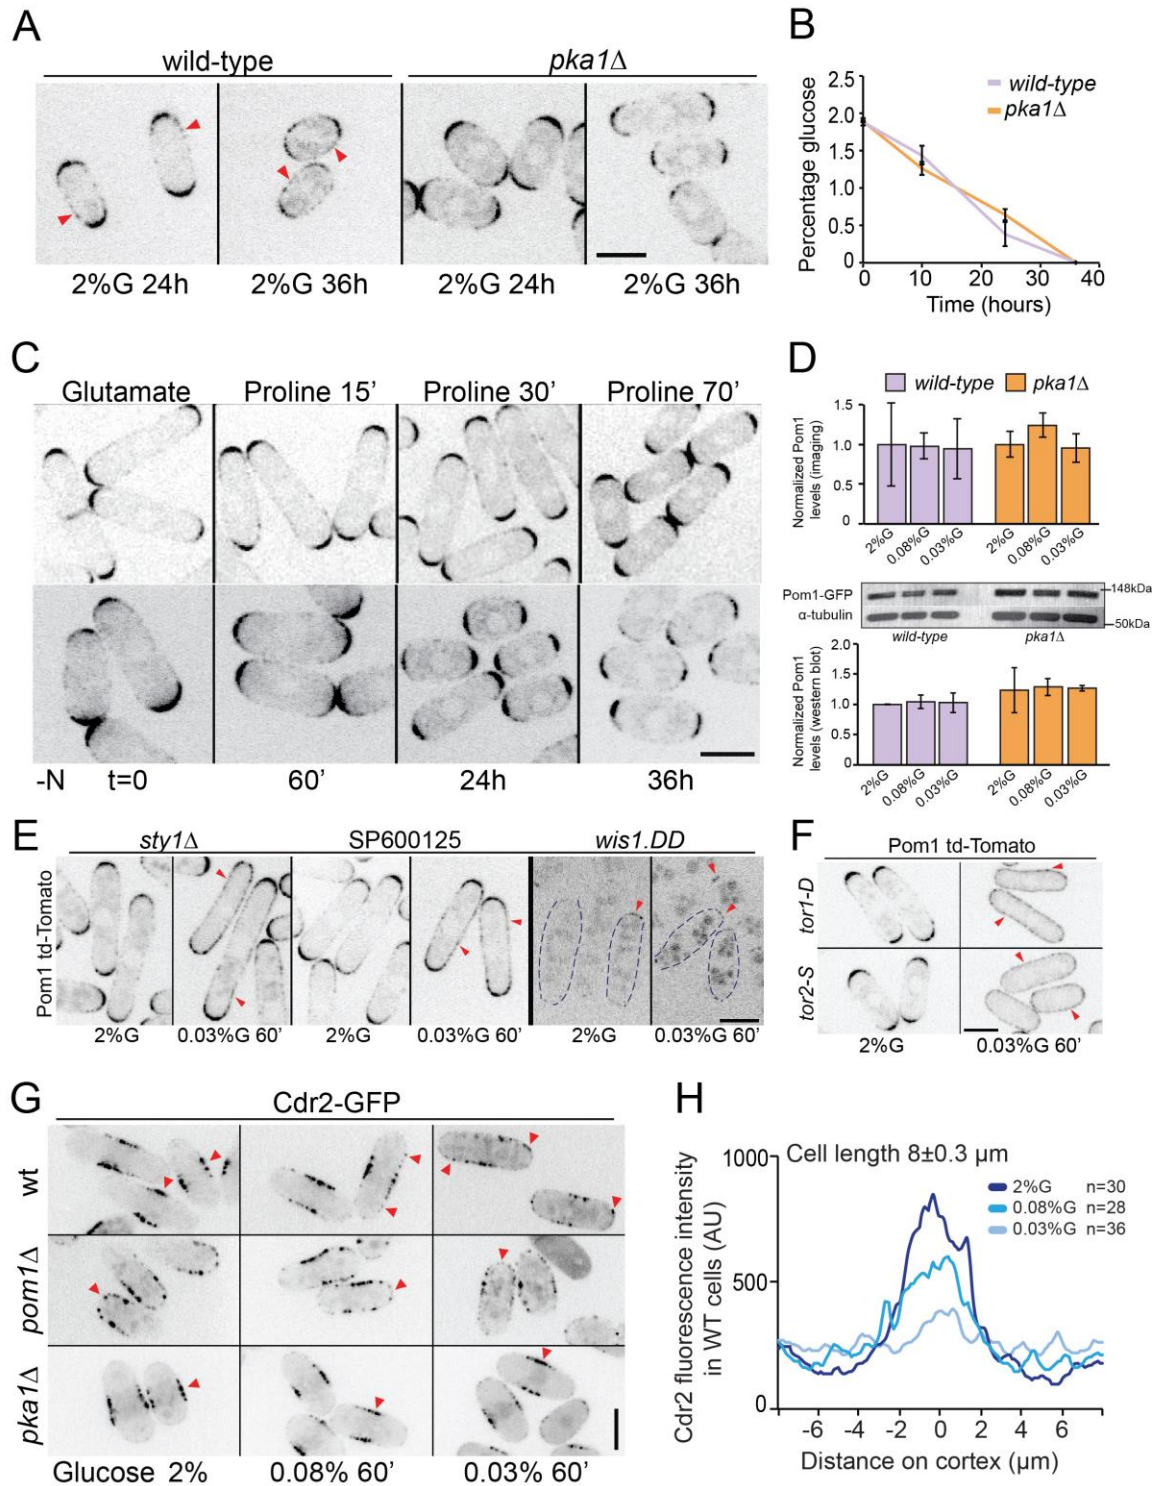 A
wild-type
pka1Δ
2%G 24h
2%G 36h
2%G 24h
2%G 36h
B
Percentage glucose
2.5
2.0
1.5
1.0
0.5
0
0
10
20
30
40
Time (hours)
wild-type
pka1Δ
C
Glutamate
Proline 15’
Proline 30’
Proline 70’
-N
t=0
60’
24h
36h
D
wild-type
pka1Δ
Normalized Pom1
levels (imaging)
1.5
1.0
0.5
0
2%G
0.08%G
0.03%G
2%G
0.08%G
0.03%G
Pom1-GFP
α-tubulin
148kDa
50kDa
wild-type
pka1Δ
Normalized Pom1
levels (western blot)
2.0
1.5
1.0
0.5
0
2%G
0.08%G
0.03%G
2%G
0.08%G
0.03%G
E
sty1Δ
SP600125
wis1.DD
Pom1 td-Tomato
2%G
0.03%G 60’
2%G
0.03%G 60’
2%G
0.03%G 60’
F
Pom1 td-Tomato
tor1-D
tor2-S
2%G
0.03%G 60’
G
Cdr2-GFP
wt
pom1Δ
pka1Δ
Glucose 2%
0.08% 60’
0.03% 60’
H
Cdr2 fluorescence intensity
in WT cells (AU)
1000
500
0
Cell length 8±0.3 µm
2%G n=30
0.08%G n=28
0.03%G n=36
-6
-4
-2
0
2
4
6
Distance on cortex (µm)